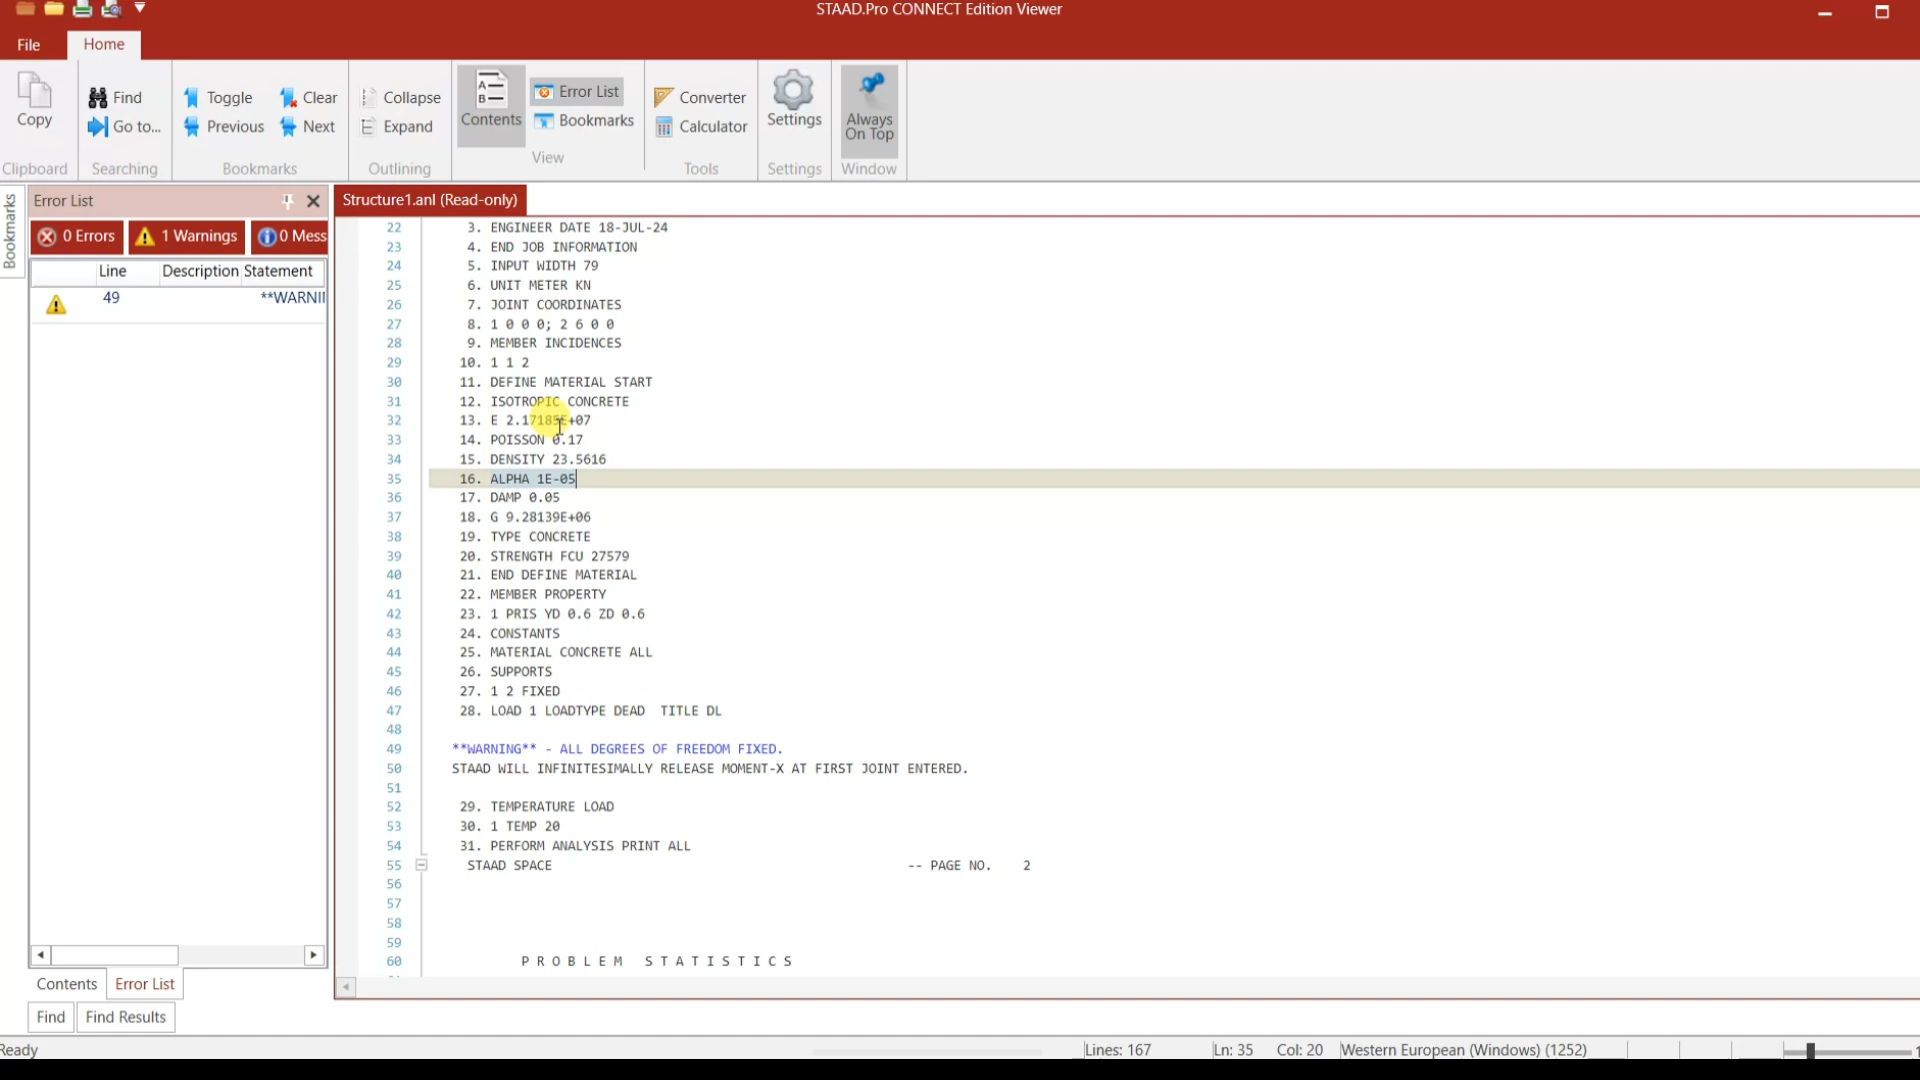 STAAD.Pro CONNECT Edition Viewer
File Home
Copy
Find
Go to...
Toggle
Previous
Clear
Next
Collapse
Expand
Contents
Error List
Bookmarks
Converter
Calculator
Settings
Always
On Top
Clipboard Searching Bookmarks Outlining View Tools Settings Window
Bookmarks
Error List
0 Errors 1 Warnings 0 Mess
Line Description Statement
49 **WARNII
Structure1.anl (Read-only)
22 3. ENGINEER DATE 18-JUL-24
23 4. END JOB INFORMATION
24 5. INPUT WIDTH 79
25 6. UNIT METER KN
26 7. JOINT COORDINATES
27 8. 1 0 0 0; 2 6 0 0
28 9. MEMBER INCIDENCES
29 10. 1 1 2
30 11. DEFINE MATERIAL START
31 12. ISOTROPIC CONCRETE
32 13. E 2.17185E+07
33 14. POISSON 0.17
34 15. DENSITY 23.5616
35 16. ALPHA 1E-05
36 17. DAMP 0.05
37 18. G 9.28139E+06
38 19. TYPE CONCRETE
39 20. STRENGTH FCU 27579
40 21. END DEFINE MATERIAL
41 22. MEMBER PROPERTY
42 23. 1 PRIS YD 0.6 ZD 0.6
43 24. CONSTANTS
44 25. MATERIAL CONCRETE ALL
45 26. SUPPORTS
46 27. 1 2 FIXED
47 28. LOAD 1 LOADTYPE DEAD TITLE DL
48
49 **WARNING** - ALL DEGREES OF FREEDOM FIXED.
50 STAAD WILL INFINITESIMALLY RELEASE MOMENT-X AT FIRST JOINT ENTERED.
51
52 29. TEMPERATURE LOAD
53 30. 1 TEMP 20
54 31. PERFORM ANALYSIS PRINT ALL
55 STAAD SPACE -- PAGE NO. 2
56
57
58
59
60 P R O B L E M S T A T I S T I C S
Contents Error List
Find Find Results
Ready Lines: 167 Ln: 35 Col: 20 Western European (Windows) (1252)